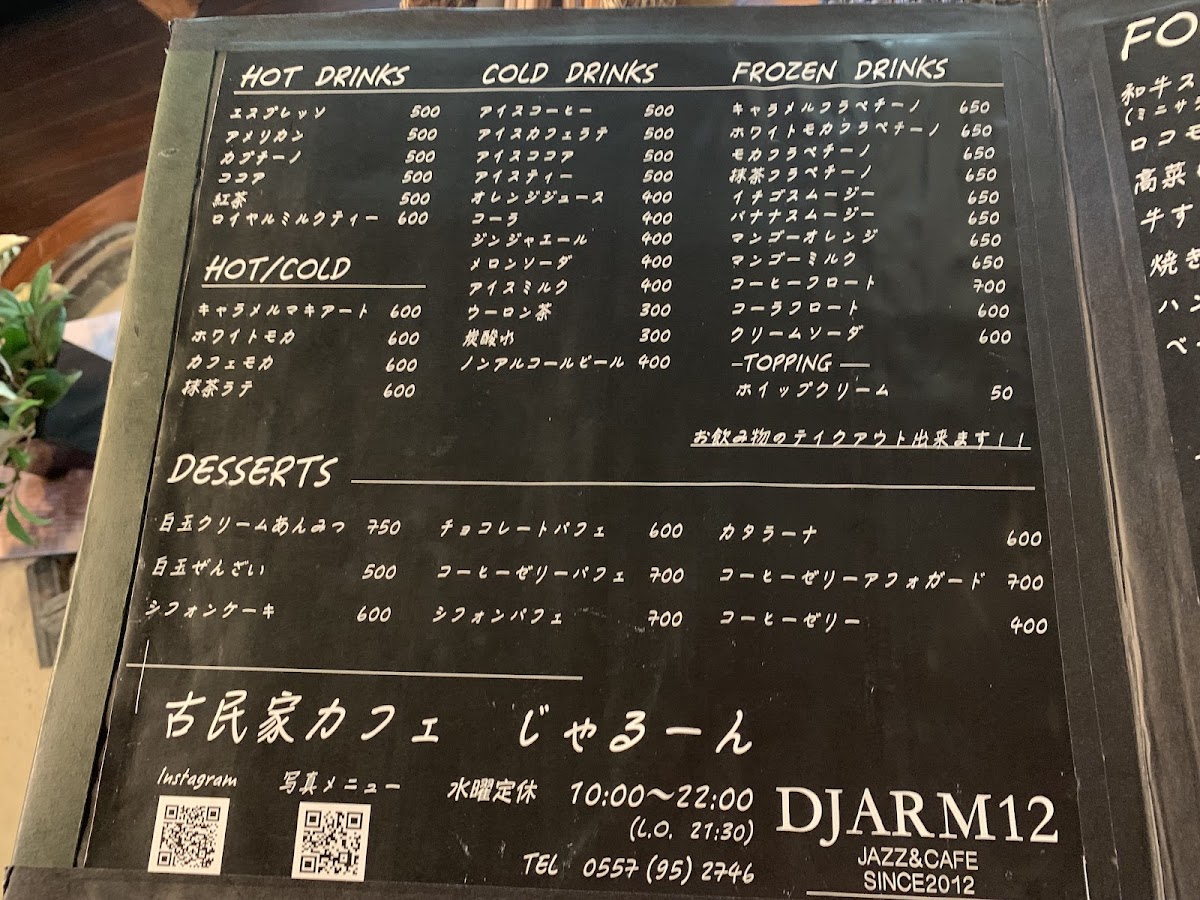 HOT DRINKS
エスプレッソ 500
アメリカン 500
カプチーノ 500
ココア 500
紅茶 500
ロイヤルミルクティー 600
HOT/COLD
キャラメルマキアート 600
ホワイトモカ 600
カフェモカ 600
抹茶ラテ 600
COLD DRINKS
アイスコーヒー 500
アイスカフェラテ 500
アイスココア 500
アイスティー 500
オレンジジュース 400
コーラ 400
ジンジャエール 400
メロンソーダ 400
アイスミルク 400
ウーロン茶 300
炭酸水 300
ノンアルコールビール 400
FROZEN DRINKS
キャラメルフラペチーノ 650
ホワイトモカフラペチーノ 650
モカフラペチーノ 650
抹茶フラペチーノ 650
イチゴスムージー 650
バナナスムージー 650
マンゴーオレンジ 650
マンゴーミルク 650
コーヒーフロート 700
コーラフロート 600
クリームソーダ 600
—TOPPING —
ホイップクリーム 50
お飲み物のテイクアウト出来ます！！
DESSERTS
白玉クリームあんみつ 750
白玉ぜんざい 500
シフォンケーキ 600
チョコレートパフェ 600
コーヒーゼリーパフェ 700
シフォンパフェ 700
カタラーナ 600
コーヒーゼリーアフォガード 700
コーヒーゼリー 400
古民家カフェ じゃるーん
Instagram
写真メニュー
水曜定休 10:00～22:00
(L.O. 21:30)
TEL 0557 (95) 2746
DJARM12
JAZZ&CAFE
SINCE2012
FO
和牛ス
(ミニサラ
ロコモ
高菜
牛す
焼き
ハン
ベー